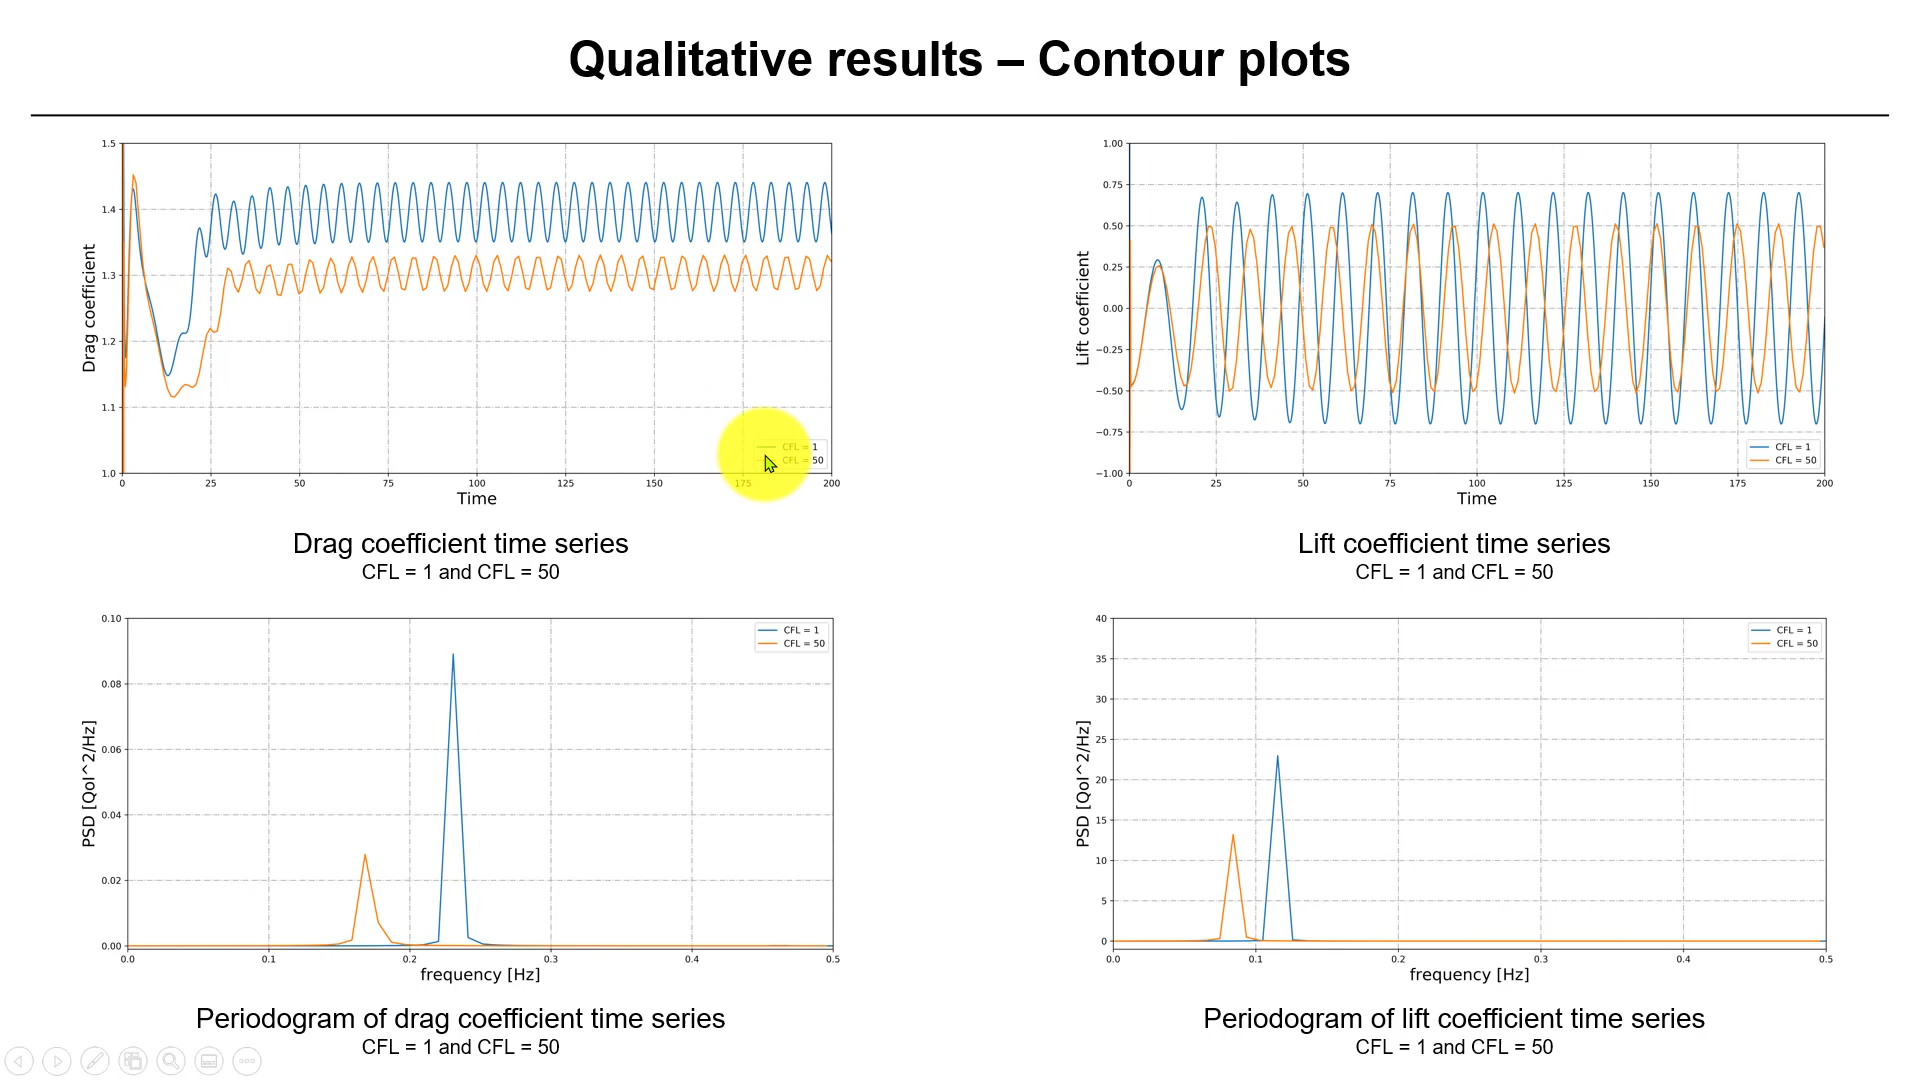 Qualitative results – Contour plots
1.5
1.4
1.3
1.2
1.1
1.0
Drag coefficient
CFL = 1
CFL = 50
0 25 50 75 100 125 150 175 200
Time
Drag coefficient time series
CFL = 1 and CFL = 50
1.00
0.75
0.50
0.25
0.00
−0.25
−0.50
−0.75
−1.00
Lift coefficient
CFL = 1
CFL = 50
0 25 50 75 100 125 150 175 200
Time
Lift coefficient time series
CFL = 1 and CFL = 50
0.10
0.08
0.06
0.04
0.02
0.00
PSD [QoI^2/Hz]
CFL = 1
CFL = 50
0.0 0.1 0.2 0.3 0.4 0.5
frequency [Hz]
Periodogram of drag coefficient time series
CFL = 1 and CFL = 50
40
35
30
25
20
15
10
5
0
PSD [QoI^2/Hz]
CFL = 1
CFL = 50
0.0 0.1 0.2 0.3 0.4 0.5
frequency [Hz]
Periodogram of lift coefficient time series
CFL = 1 and CFL = 50